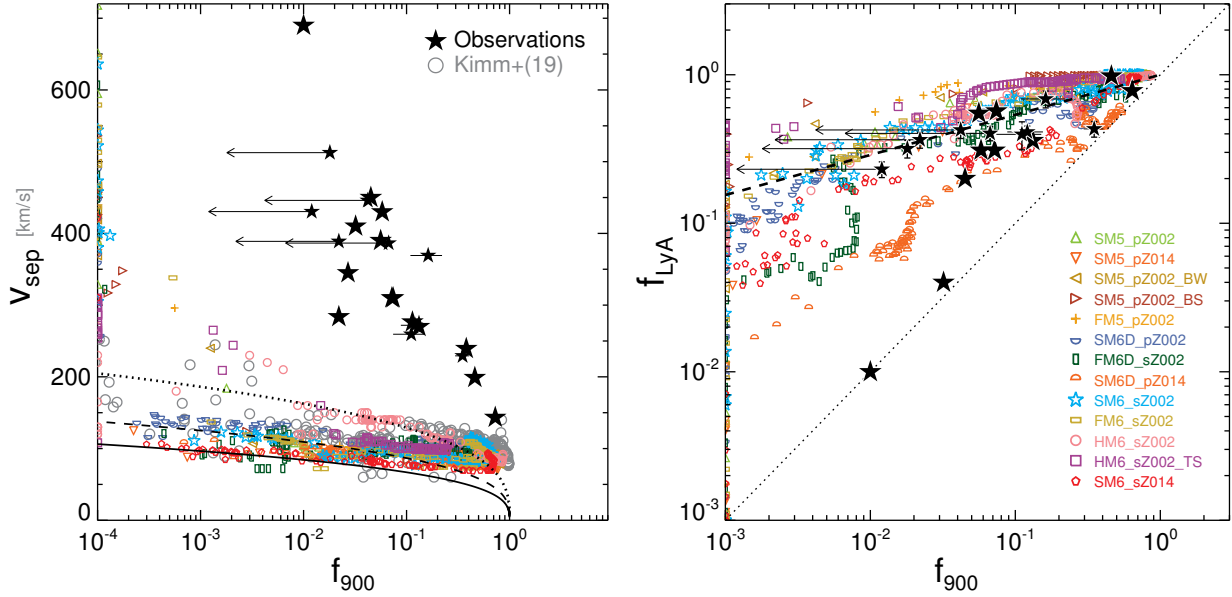 Observations
Kimm+(19)
600
400
200
0
v_sep [km/s]
10^-4
10^-3
10^-2
10^-1
10^0
f_900
10^0
10^-1
10^-2
10^-3
f_LyA
SM5_pZ002
SM5_pZ014
SM5_pZ002_BW
SM5_pZ002_BS
FM5_pZ002
SM6D_pZ002
FM6D_sZ002
SM6D_pZ014
SM6_sZ002
FM6_sZ002
HM6_sZ002
HM6_sZ002_TS
SM6_sZ014
10^-3
10^-2
10^-1
10^0
f_900